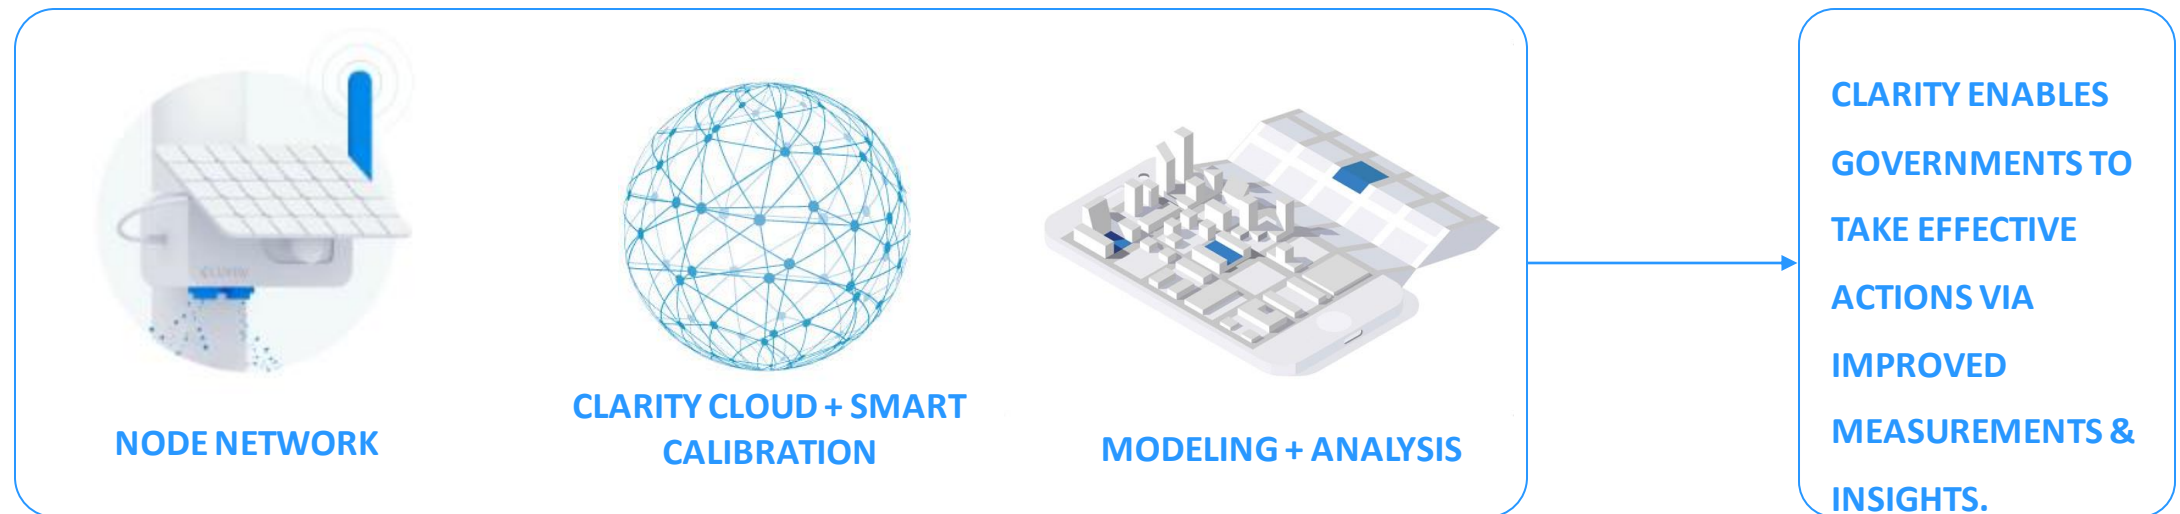 NODE NETWORK
CLARITY CLOUD + SMART
CALIBRATION
MODELING + ANALYSIS
CLARITY ENABLES
GOVERNMENTS TO
TAKE EFFECTIVE
ACTIONS VIA
IMPROVED
MEASUREMENTS &
INSIGHTS.